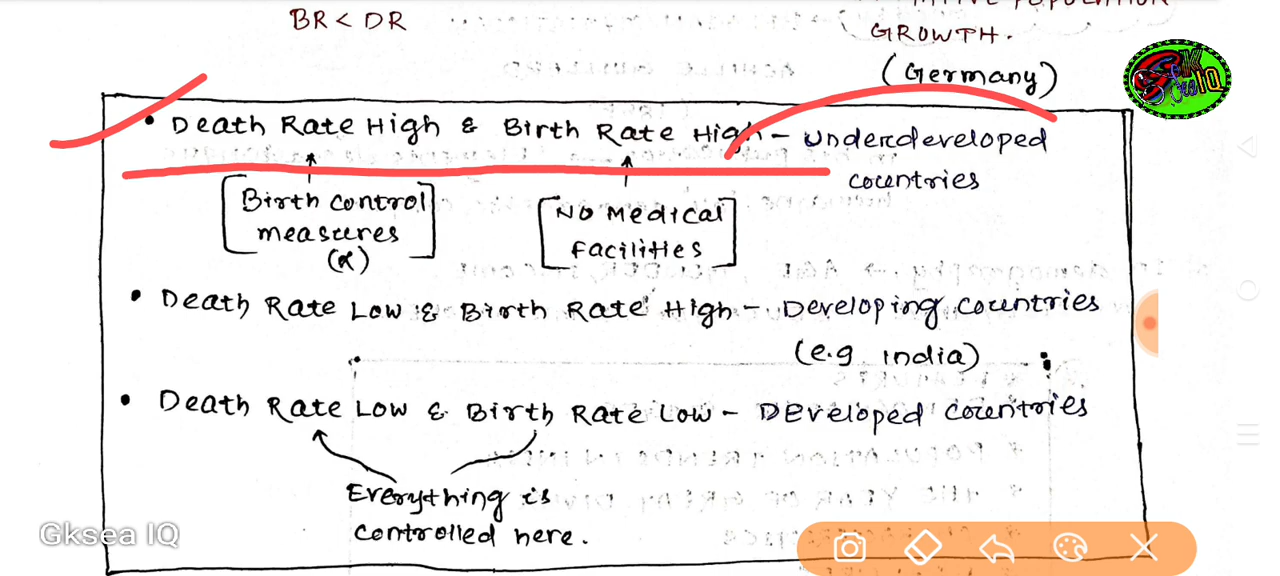 BR < DR
GROWTH.
(Germany)
• Death Rate High & Birth Rate High - Underdeveloped
countries
[Birth control
measures
(x)]
[No Medical
facilities]
• Death Rate Low & Birth Rate High - Developing countries
(e.g india)
• Death Rate Low & Birth Rate Low - DEveloped countries
Everything is
controlled here.
Gksea IQ